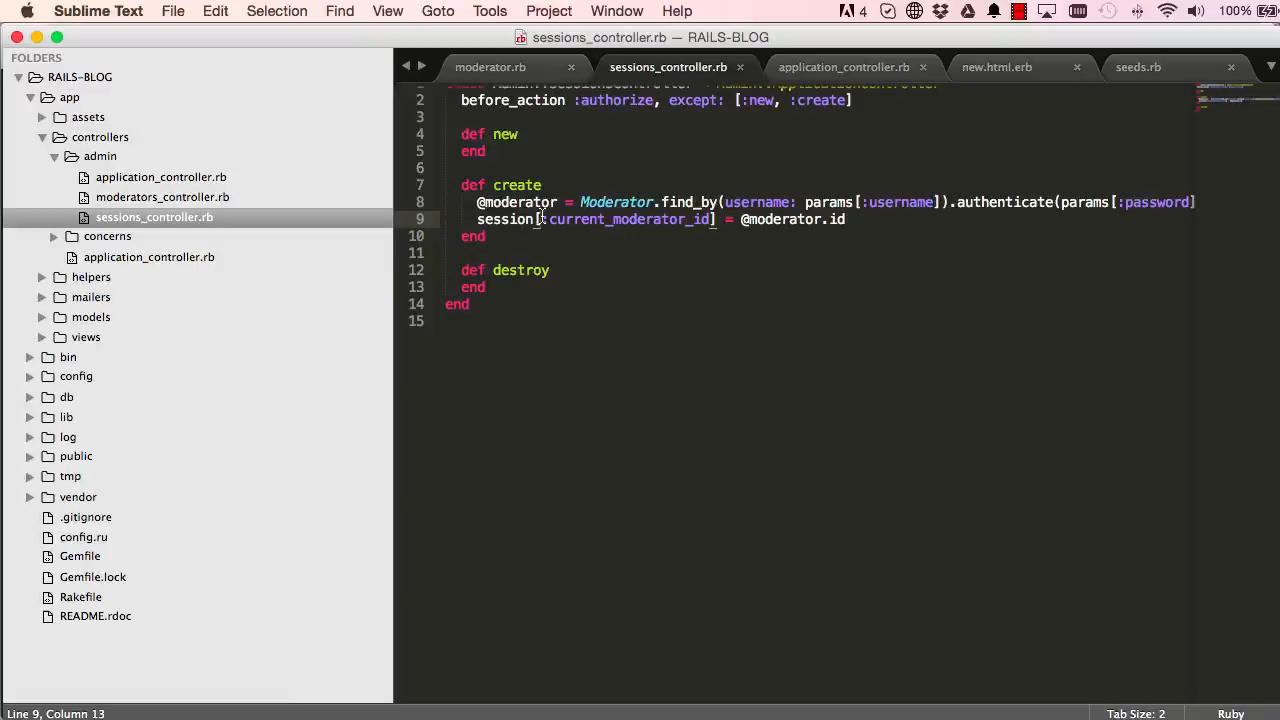 Sublime Text File Edit Selection Find View Goto Tools Project Window Help 4 100%
sessions_controller.rb — RAILS-BLOG
FOLDERS
RAILS-BLOG
app
assets
controllers
admin
application_controller.rb
moderators_controller.rb
sessions_controller.rb
concerns
application_controller.rb
helpers
mailers
models
views
bin
config
db
lib
log
public
tmp
vendor
.gitignore
config.ru
Gemfile
Gemfile.lock
Rakefile
README.rdoc
moderator.rb sessions_controller.rb application_controller.rb new.html.erb seeds.rb
2 before_action :authorize, except: [:new, :create]
3
4 def new
5 end
6
7 def create
8 @moderator = Moderator.find_by(username: params[:username]).authenticate(params[:password]
9 session[:current_moderator_id] = @moderator.id
10 end
11
12 def destroy
13 end
14 end
15
Line 9, Column 13 Tab Size: 2 Ruby